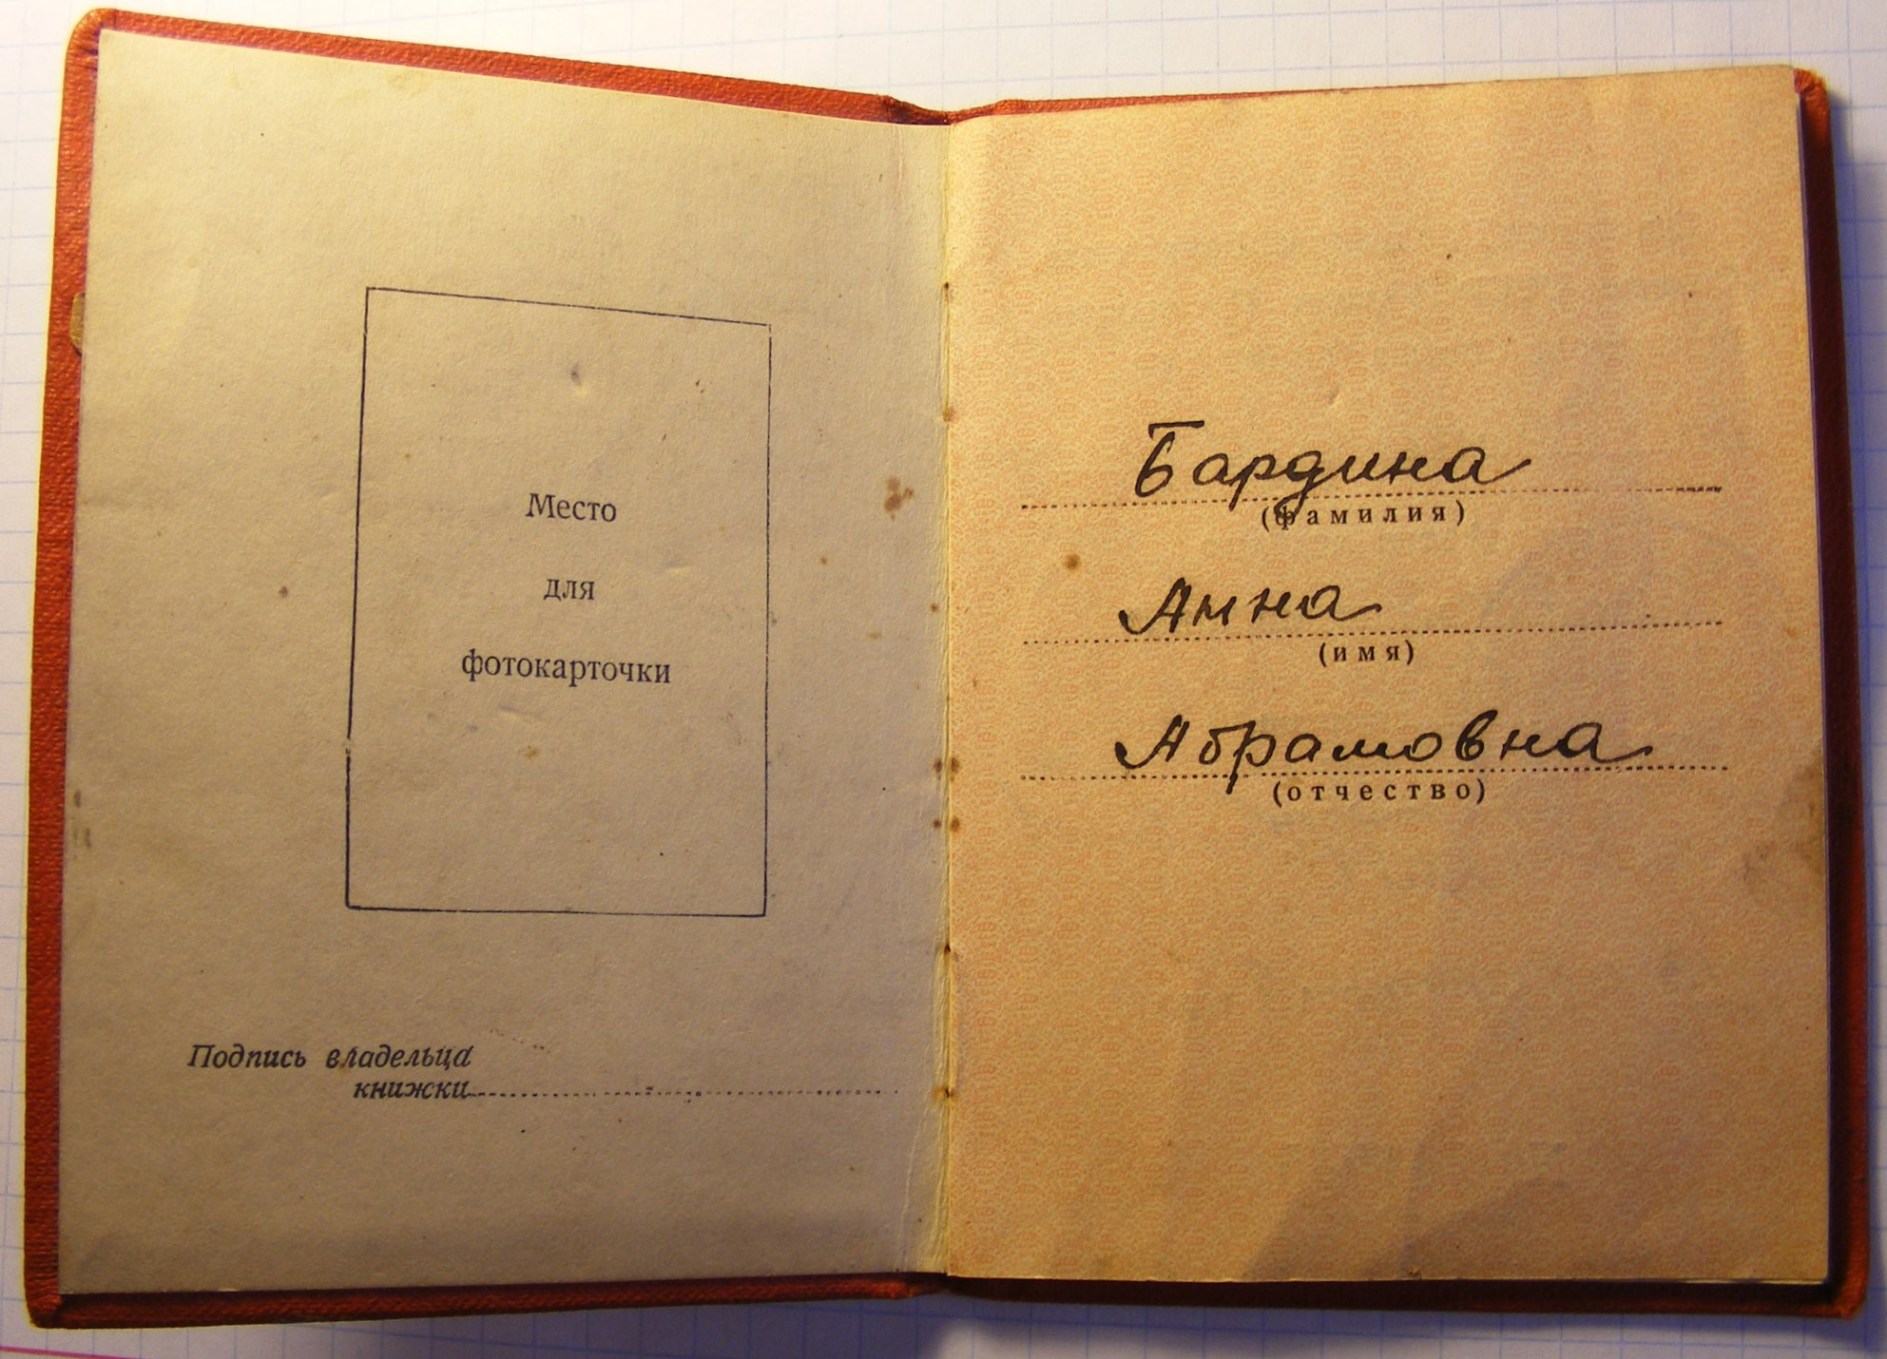 Место
для
фотокарточки
Подпись владельца
книжки
Бардина
(фамилия)
Анна
(имя)
Абрамовна
(отчество)